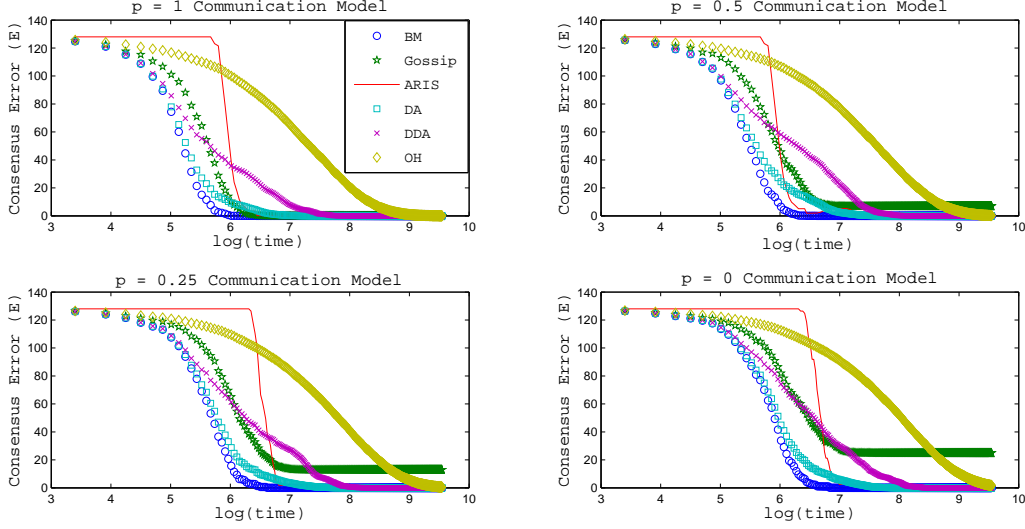 p = 1 Communication Model
Consensus Error (E)
140
120
100
80
60
40
20
0
3 4 5 6 7 8 9 10
log(time)
BM
Gossip
ARIS
DA
DDA
OH
p = 0.5 Communication Model
Consensus Error (E)
140
120
100
80
60
40
20
0
3 4 5 6 7 8 9 10
log(time)
p = 0.25 Communication Model
Consensus Error (E)
140
120
100
80
60
40
20
0
3 4 5 6 7 8 9 10
log(time)
p = 0 Communication Model
Consensus Error (E)
140
120
100
80
60
40
20
0
3 4 5 6 7 8 9 10
log(time)